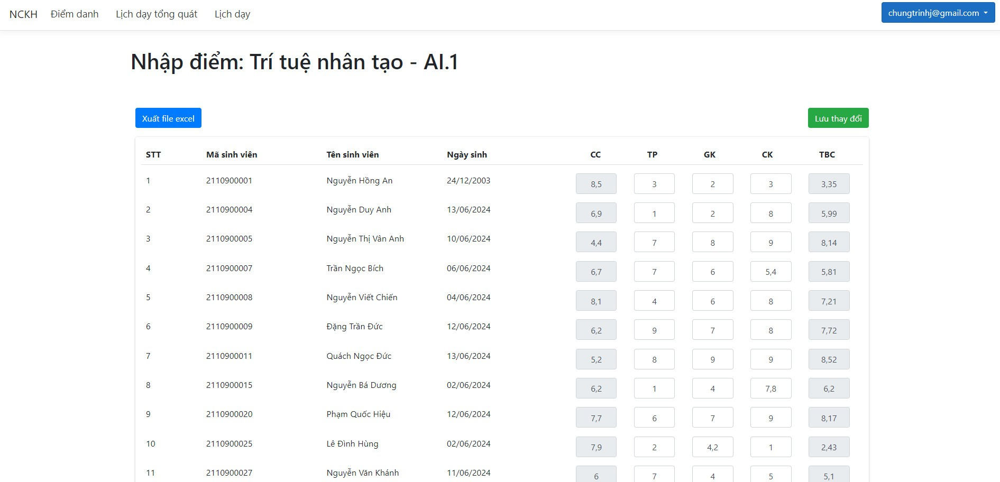 NCKH Điểm danh Lịch dạy tổng quát Lịch dạy chungtrinhj@gmail.com
Nhập điểm: Trí tuệ nhân tạo - AI.1
Xuất file excel Lưu thay đổi
STT Mã sinh viên Tên sinh viên Ngày sinh CC TP GK CK TBC
1 2110900001 Nguyễn Hồng An 24/12/2003 8,5 3 2 3 3,35
2 2110900004 Nguyễn Duy Anh 13/06/2024 6,9 1 2 8 5,99
3 2110900005 Nguyễn Thị Vân Anh 10/06/2024 4,4 7 8 9 8,14
4 2110900007 Trần Ngọc Bích 06/06/2024 6,7 7 6 5,4 5,81
5 2110900008 Nguyễn Viết Chiến 04/06/2024 8,1 4 6 8 7,21
6 2110900009 Đặng Trần Đức 12/06/2024 6,2 9 7 8 7,72
7 2110900011 Quách Ngọc Đức 13/06/2024 5,2 8 9 9 8,52
8 2110900015 Nguyễn Bá Dương 02/06/2024 6,2 1 4 7,8 6,2
9 2110900020 Phạm Quốc Hiệu 12/06/2024 7,7 6 7 9 8,17
10 2110900025 Lê Đình Hùng 02/06/2024 7,9 2 4,2 1 2,43
11 2110900027 Nguyễn Văn Khánh 11/06/2024 6 7 4 5 5,1